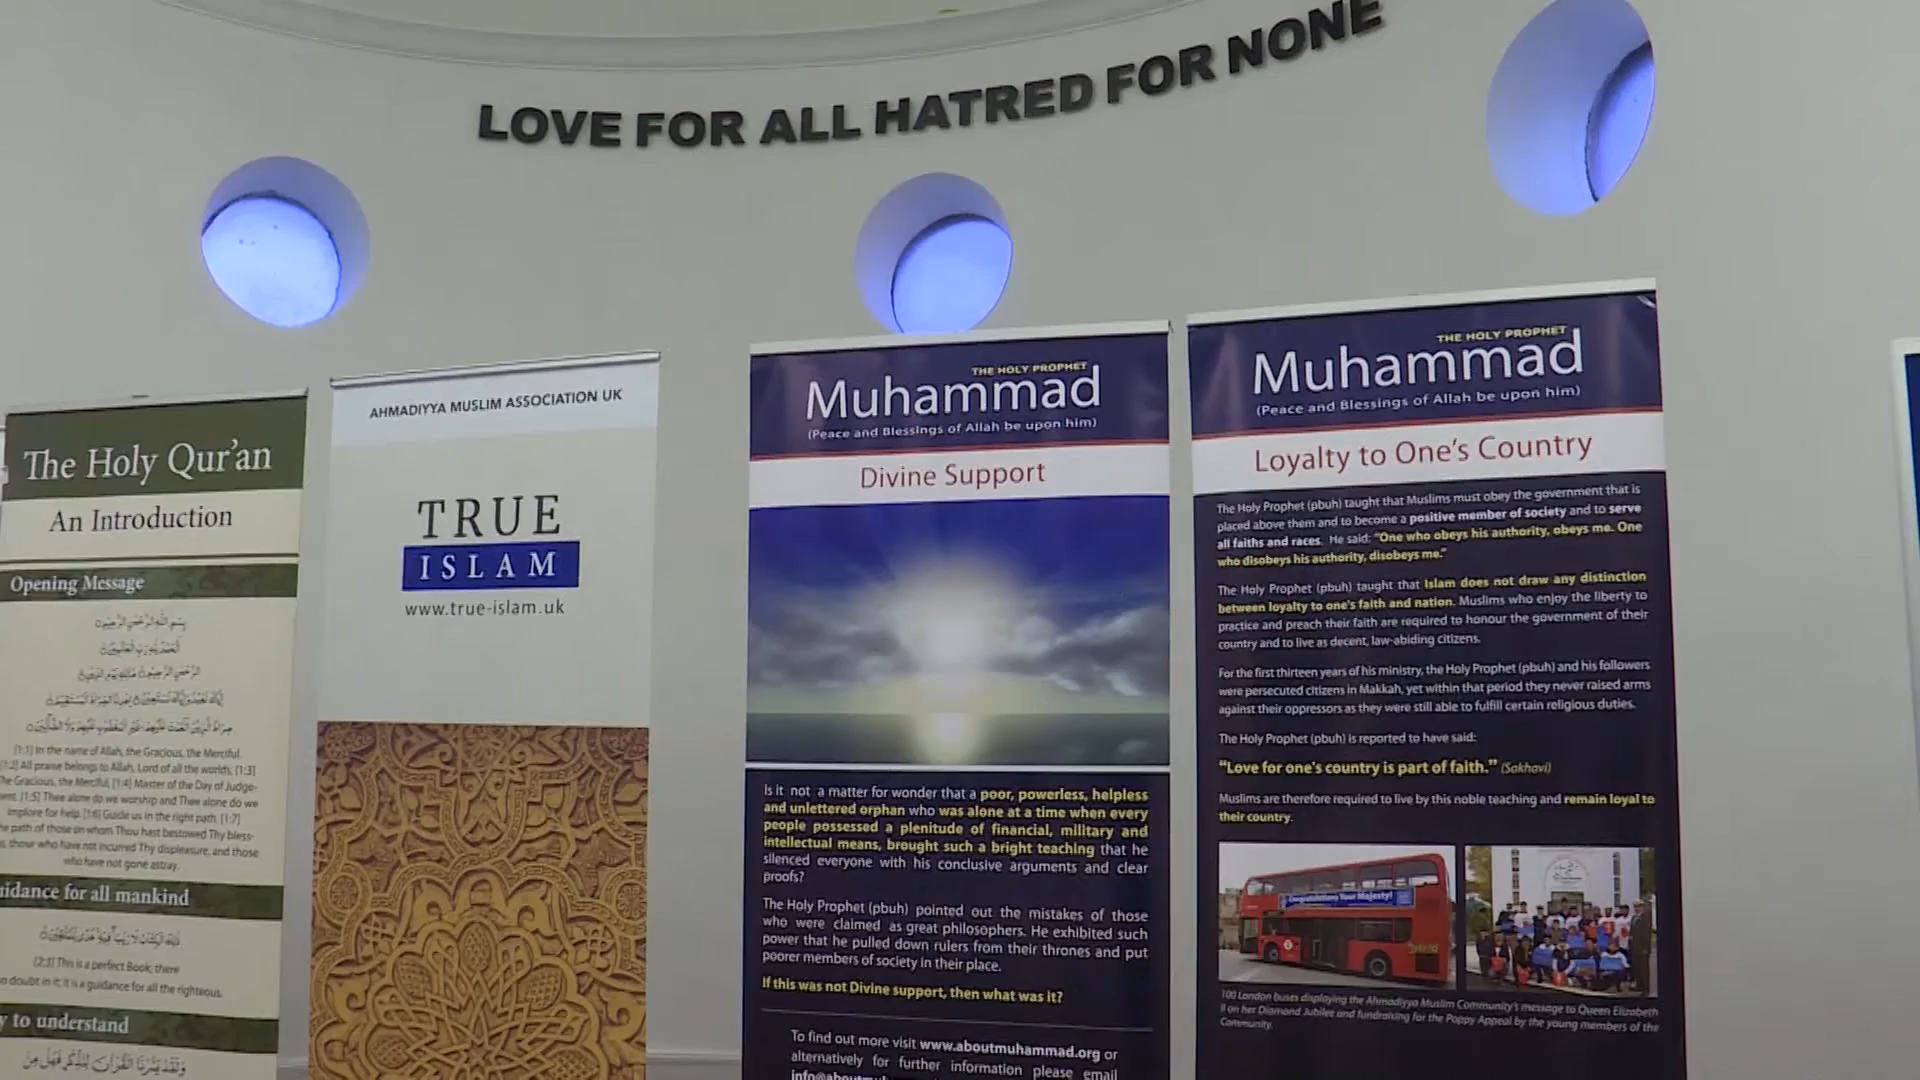 LOVE FOR ALL HATRED FOR NONE
The Holy Qur'an
An Introduction
Opening Message
بِسْمِ اللّٰهِ الرَّحْمٰنِ الرَّحِيْمِ
[1:1] In the name of Allah, the Gracious, the Merciful.
[1:2] All praise belongs to Allah, Lord of all the worlds, [1:3]
The Gracious, the Merciful, [1:4] Master of the Day of Judge-
ment. [1:5] Thee alone do we worship and Thee alone do we
implore for help. [1:6] Guide us in the right path, [1:7]
path of those on whom Thou hast bestowed Thy bless-
those who have not incurred Thy displeasure, and those
who have not gone astray.
for all mankind
[2:3] This is a perfect Book; there
doubt in it; it is a guidance for all the righteous.
to understand
AHMADIYYA MUSLIM ASSOCIATION UK
TRUE
ISLAM
www.true-islam.uk
THE HOLY PROPHET
Muhammad
(Peace and Blessings of Allah be upon him)
Divine Support
Is it not a matter for wonder that a poor, powerless, helpless
and unlettered orphan who was alone at a time when every
people possessed a plenitude of financial, military and
intellectual means, brought such a bright teaching that he
silenced everyone with his conclusive arguments and clear
proofs?
The Holy Prophet (pbuh) pointed out the mistakes of those
who were claimed as great philosophers. He exhibited such
power that he pulled down rulers from their thrones and put
poorer members of society in their place.
If this was not Divine support, then what was it?
To find out more visit www.aboutmuhammad.org or
alternatively for further information please email
THE HOLY PROPHET
Muhammad
(Peace and Blessings of Allah be upon him)
Loyalty to One's Country
The Holy Prophet (pbuh) taught that Muslims must obey the government that is
placed above them and to become a positive member of society and to serve
all faiths and races. He said: "One who obeys his authority, obeys me. One
who disobeys his authority, disobeys me."
The Holy Prophet (pbuh) taught that Islam does not draw any distinction
between loyalty to one's faith and nation. Muslims who enjoy the liberty to
practice and preach their faith are required to honour the government of their
country and to live as decent, law-abiding citizens.
For the first thirteen years of his ministry, the Holy Prophet (pbuh) and his followers
were persecuted citizens in Makkah, yet within that period they never raised arms
against their oppressors as they were still able to fulfill certain religious duties.
The Holy Prophet (pbuh) is reported to have said:
"Love for one's country is part of faith." (Sakhavi)
Muslims are therefore required to live by this noble teaching and remain loyal to
their country.
Congratulations Your Majesty!
100 London buses displaying the Ahmadiyya Muslim Community's message to Queen Elizabeth
II on her Diamond Jubilee and fundraising for the Poppy Appeal by the young members of the
Community.